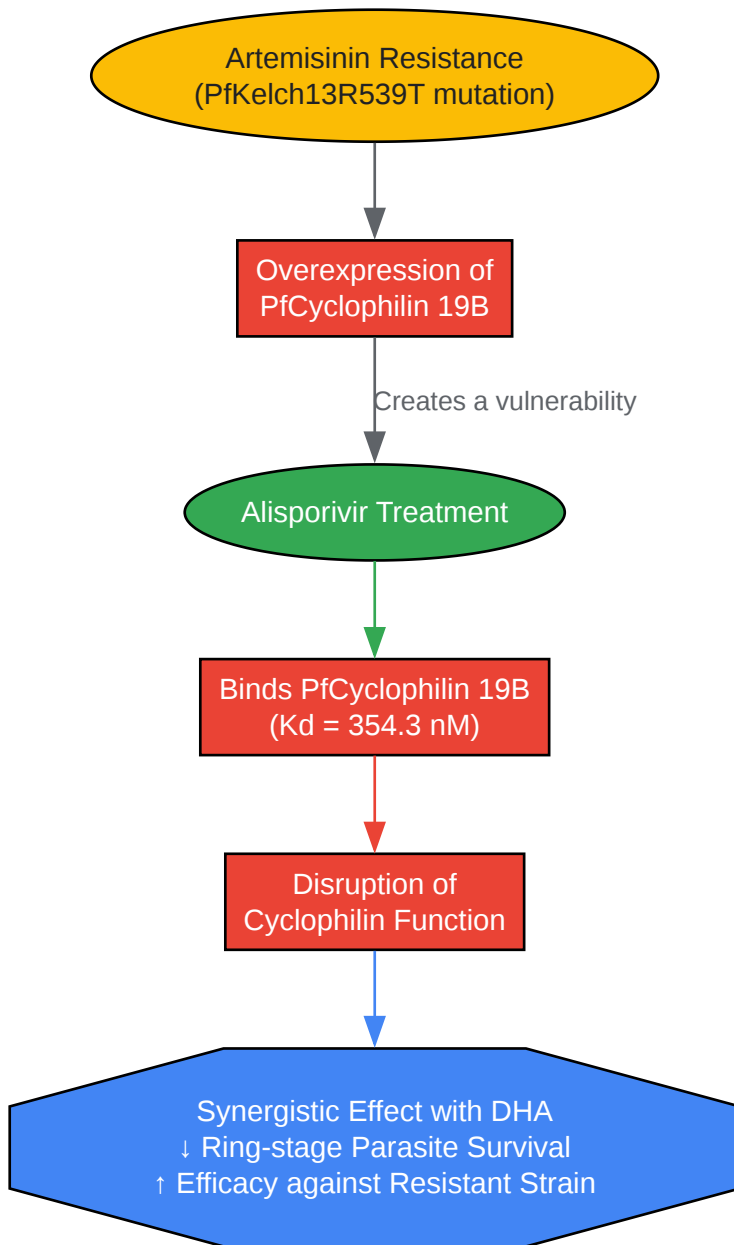 Artemisinin Resistance
(PfKelch13R539T mutation)
Overexpression of
PfCyclophilin 19B
Creates a vulnerability
Alisporivir Treatment
Binds PfCyclophilin 19B
(Kd = 354.3 nM)
Disruption of
Cyclophilin Function
Synergistic Effect with DHA
↓ Ring-stage Parasite Survival
↑ Efficacy against Resistant Strain